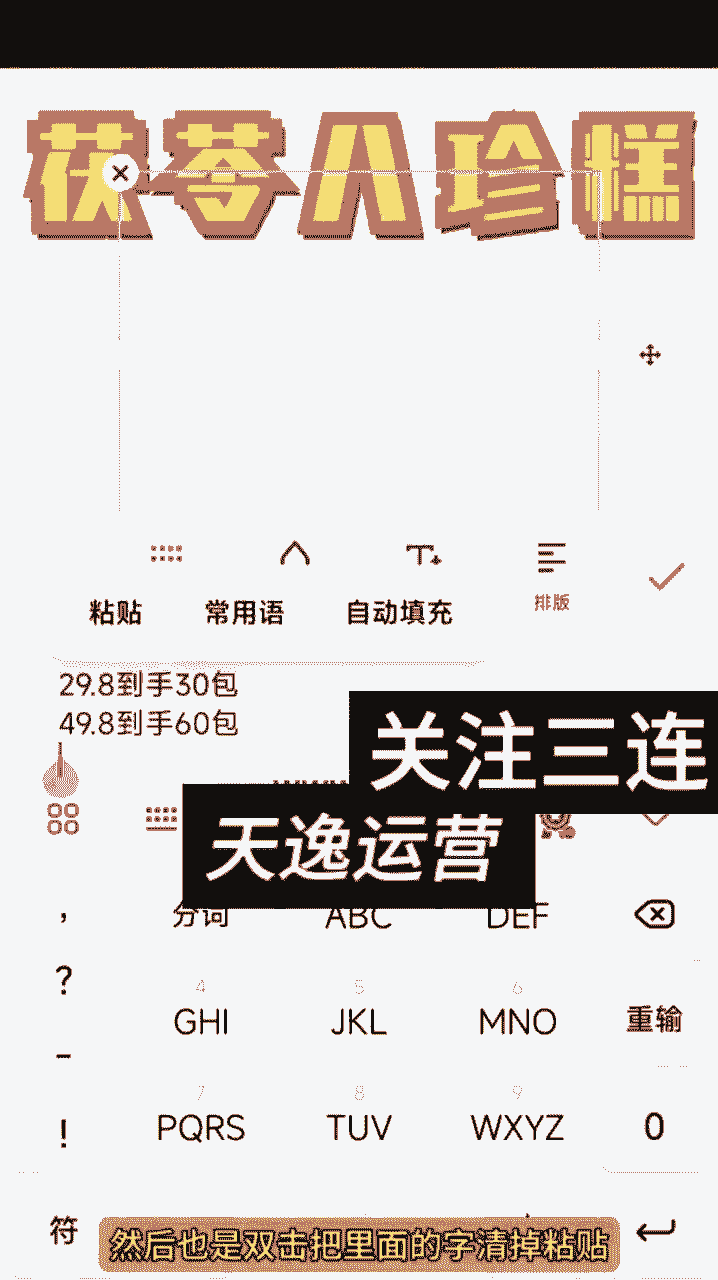 茯苓八珍糕
粘贴 常用语 自动填充 排版
29.8到手30包
49.8到手60包
关注三连
天逸运营
， 分词 ABC DEF
? 4 GHI 5 JKL 6 MNO 重输
-
! 7 PQRS 8 TUV 9 WXYZ 0
符
然后也是双击把里面的字清掉粘贴